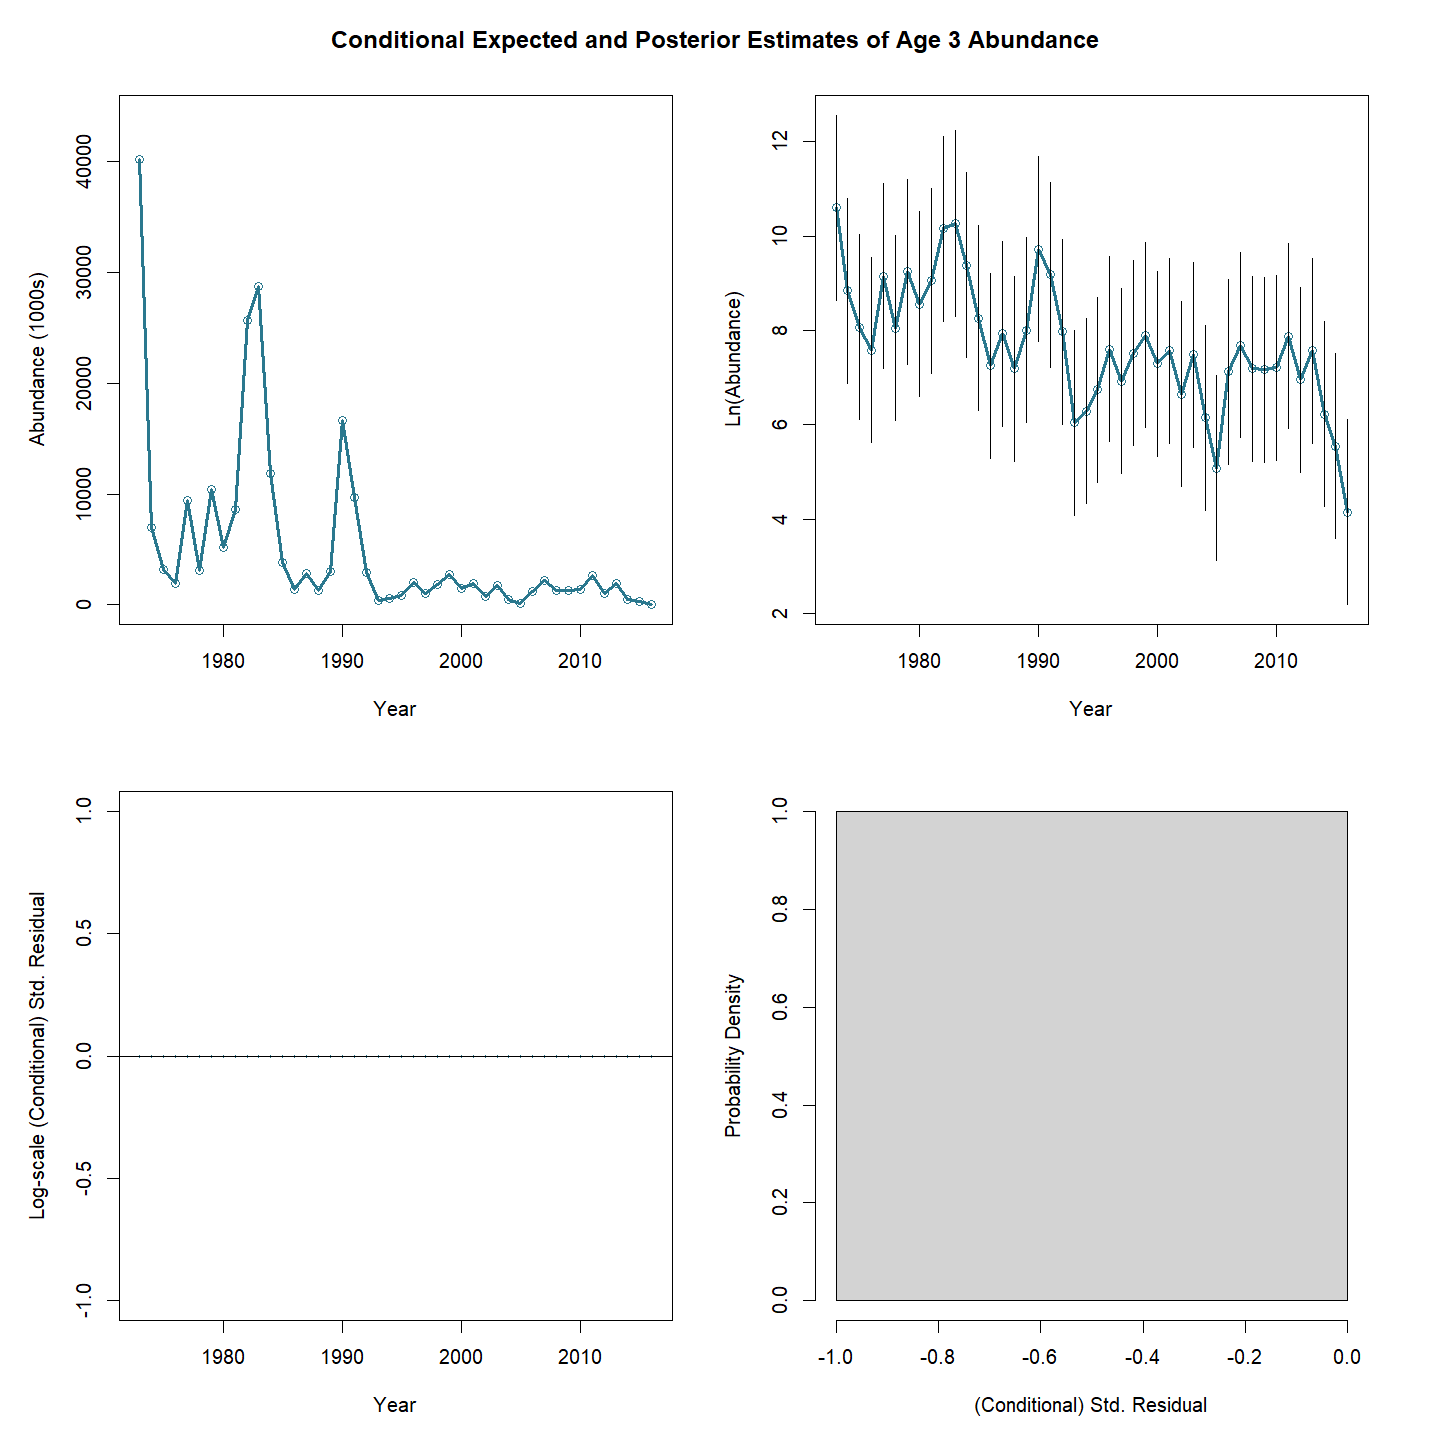 Conditional Expected and Posterior Estimates of Age 3 Abundance
Abundance (1000s)
40000
30000
20000
10000
0
1980 1990 2000 2010
Year
Ln(Abundance)
12
10
8
6
4
2
1980 1990 2000 2010
Year
Log-scale (Conditional) Std. Residual
1.0
0.5
0.0
-0.5
-1.0
1980 1990 2000 2010
Year
Probability Density
1.0
0.8
0.6
0.4
0.2
0.0
-1.0 -0.8 -0.6 -0.4 -0.2 0.0
(Conditional) Std. Residual